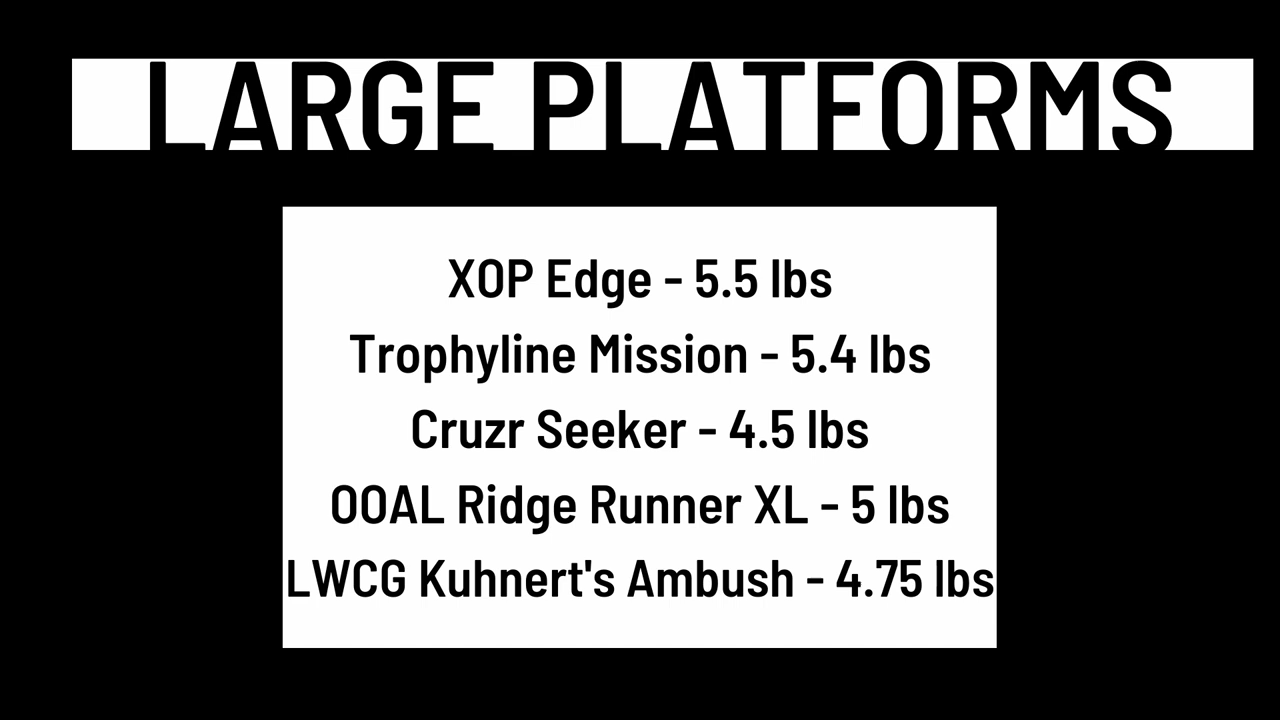 LARGE PLATFORMS
XOP Edge - 5.5 lbs
Trophyline Mission - 5.4 lbs
Cruzr Seeker - 4.5 lbs
OOAL Ridge Runner XL - 5 lbs
LWCG Kuhnert's Ambush - 4.75 lbs